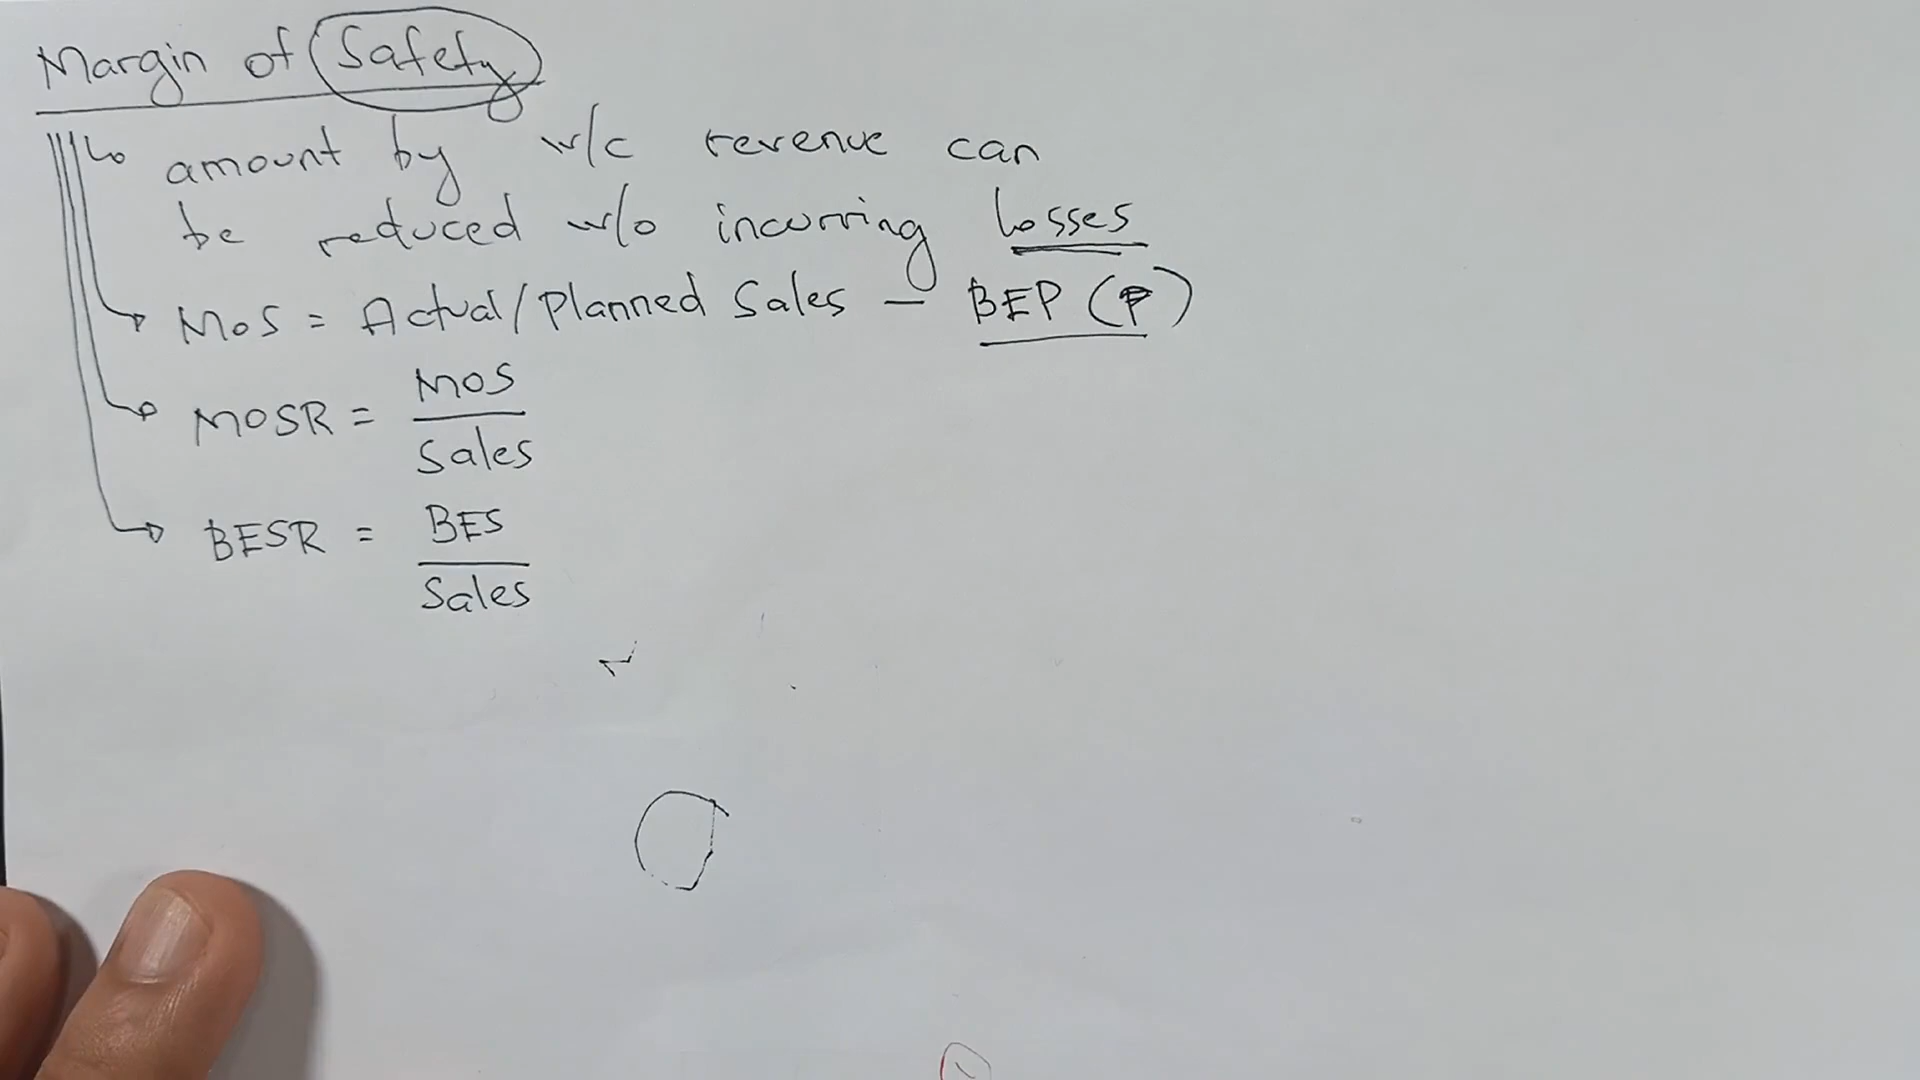 Margin of Safety
amount by w/c revenue can
be reduced w/o incurring losses
MoS = Actual/Planned Sales - BEP (₱)
MOSR = MOS
Sales
BESR = BES
Sales